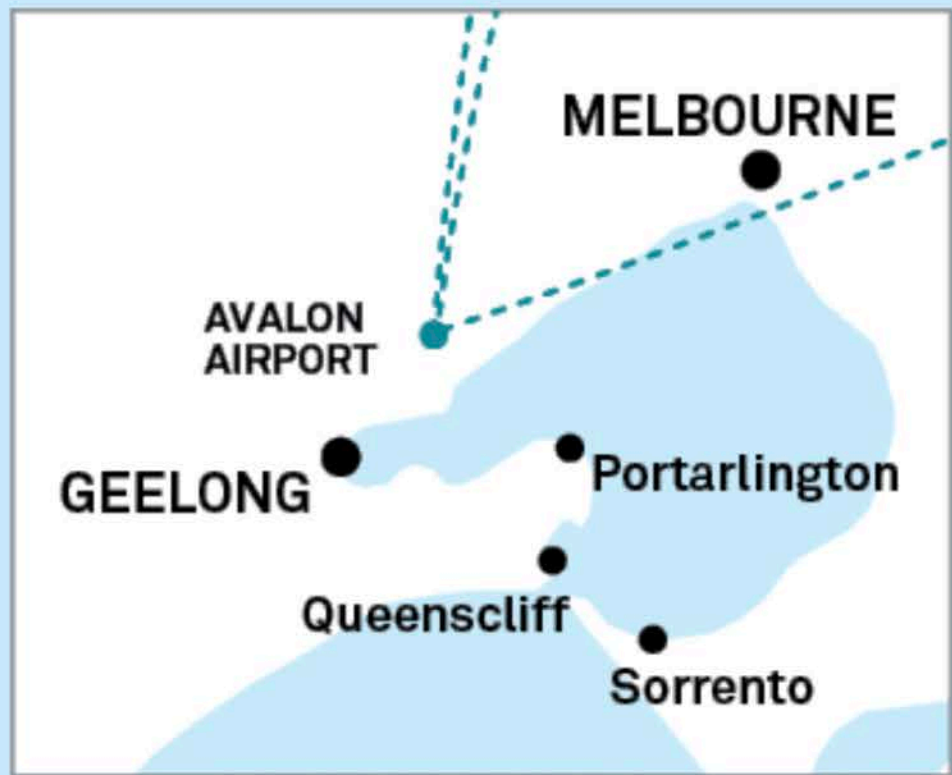 MELBOURNE
AVALON
AIRPORT
GEELONG
Portarlington
Queenscliff
Sorrento